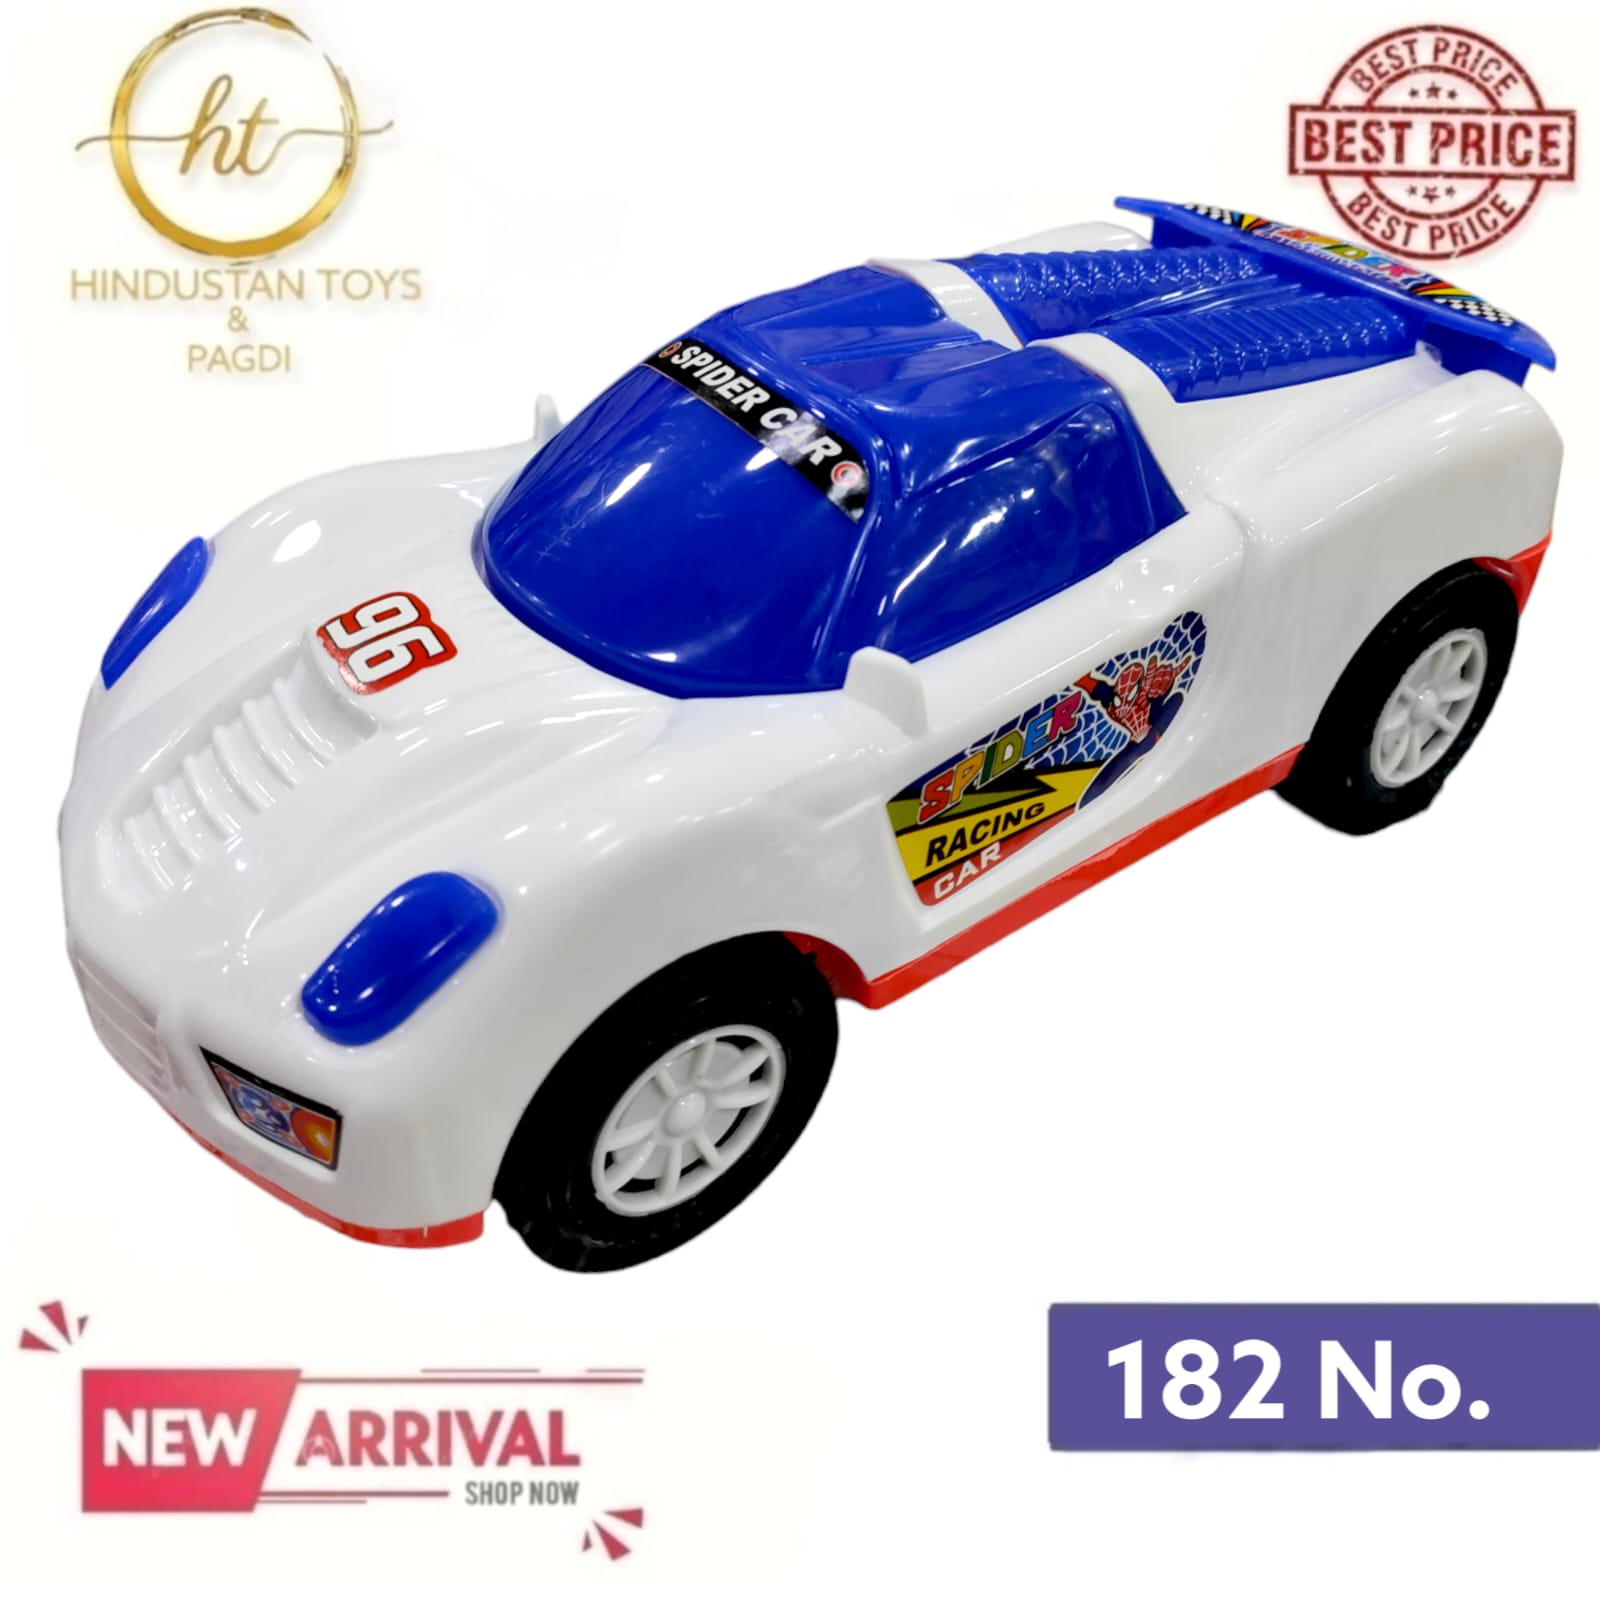 ht
HINDUSTAN TOYS
&
PAGDI
BEST PRICE
BEST PRICE
BEST PRICE
SPIDER
SPIDER CAR
96
SPIDER
RACING
CAR
NEW ARRIVAL
SHOP NOW
182 No.